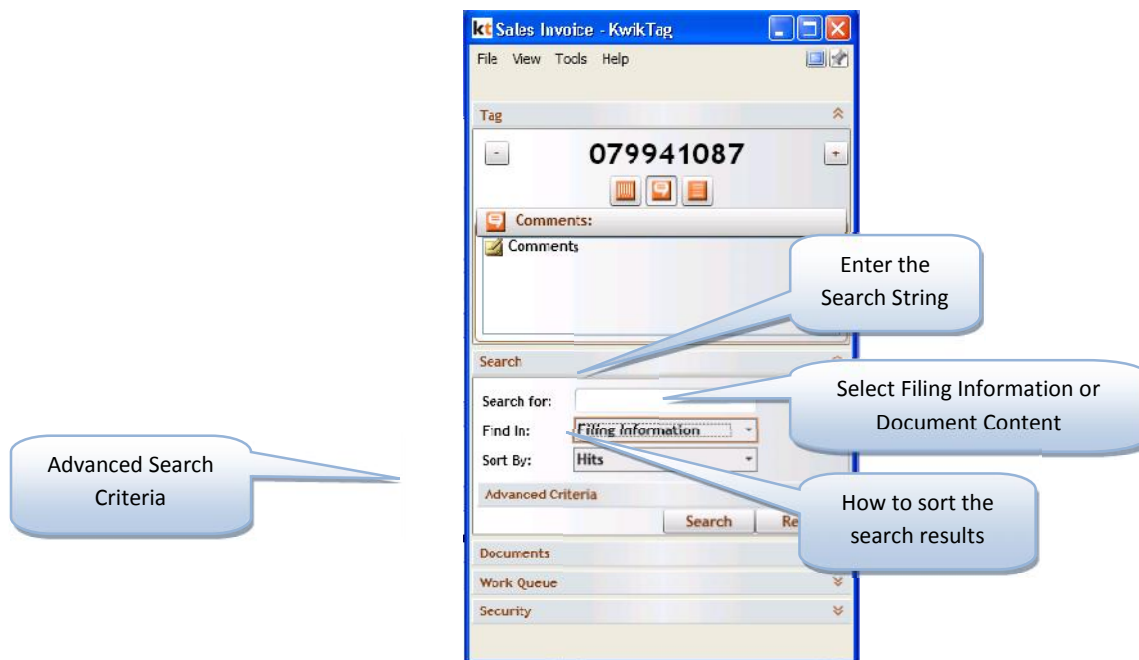 kt Sales Invoice - KwikTag
File View Tools Help
Tag
-
079941087
+
Comments:
Comments
Enter the
Search String
Search
Search for:
Select Filing Information or
Document Content
Find In:
Filing Information
Sort By:
Hits
Advanced Search
Criteria
Advanced Criteria
How to sort the
search results
Search
Re
Documents
Work Queue
Security